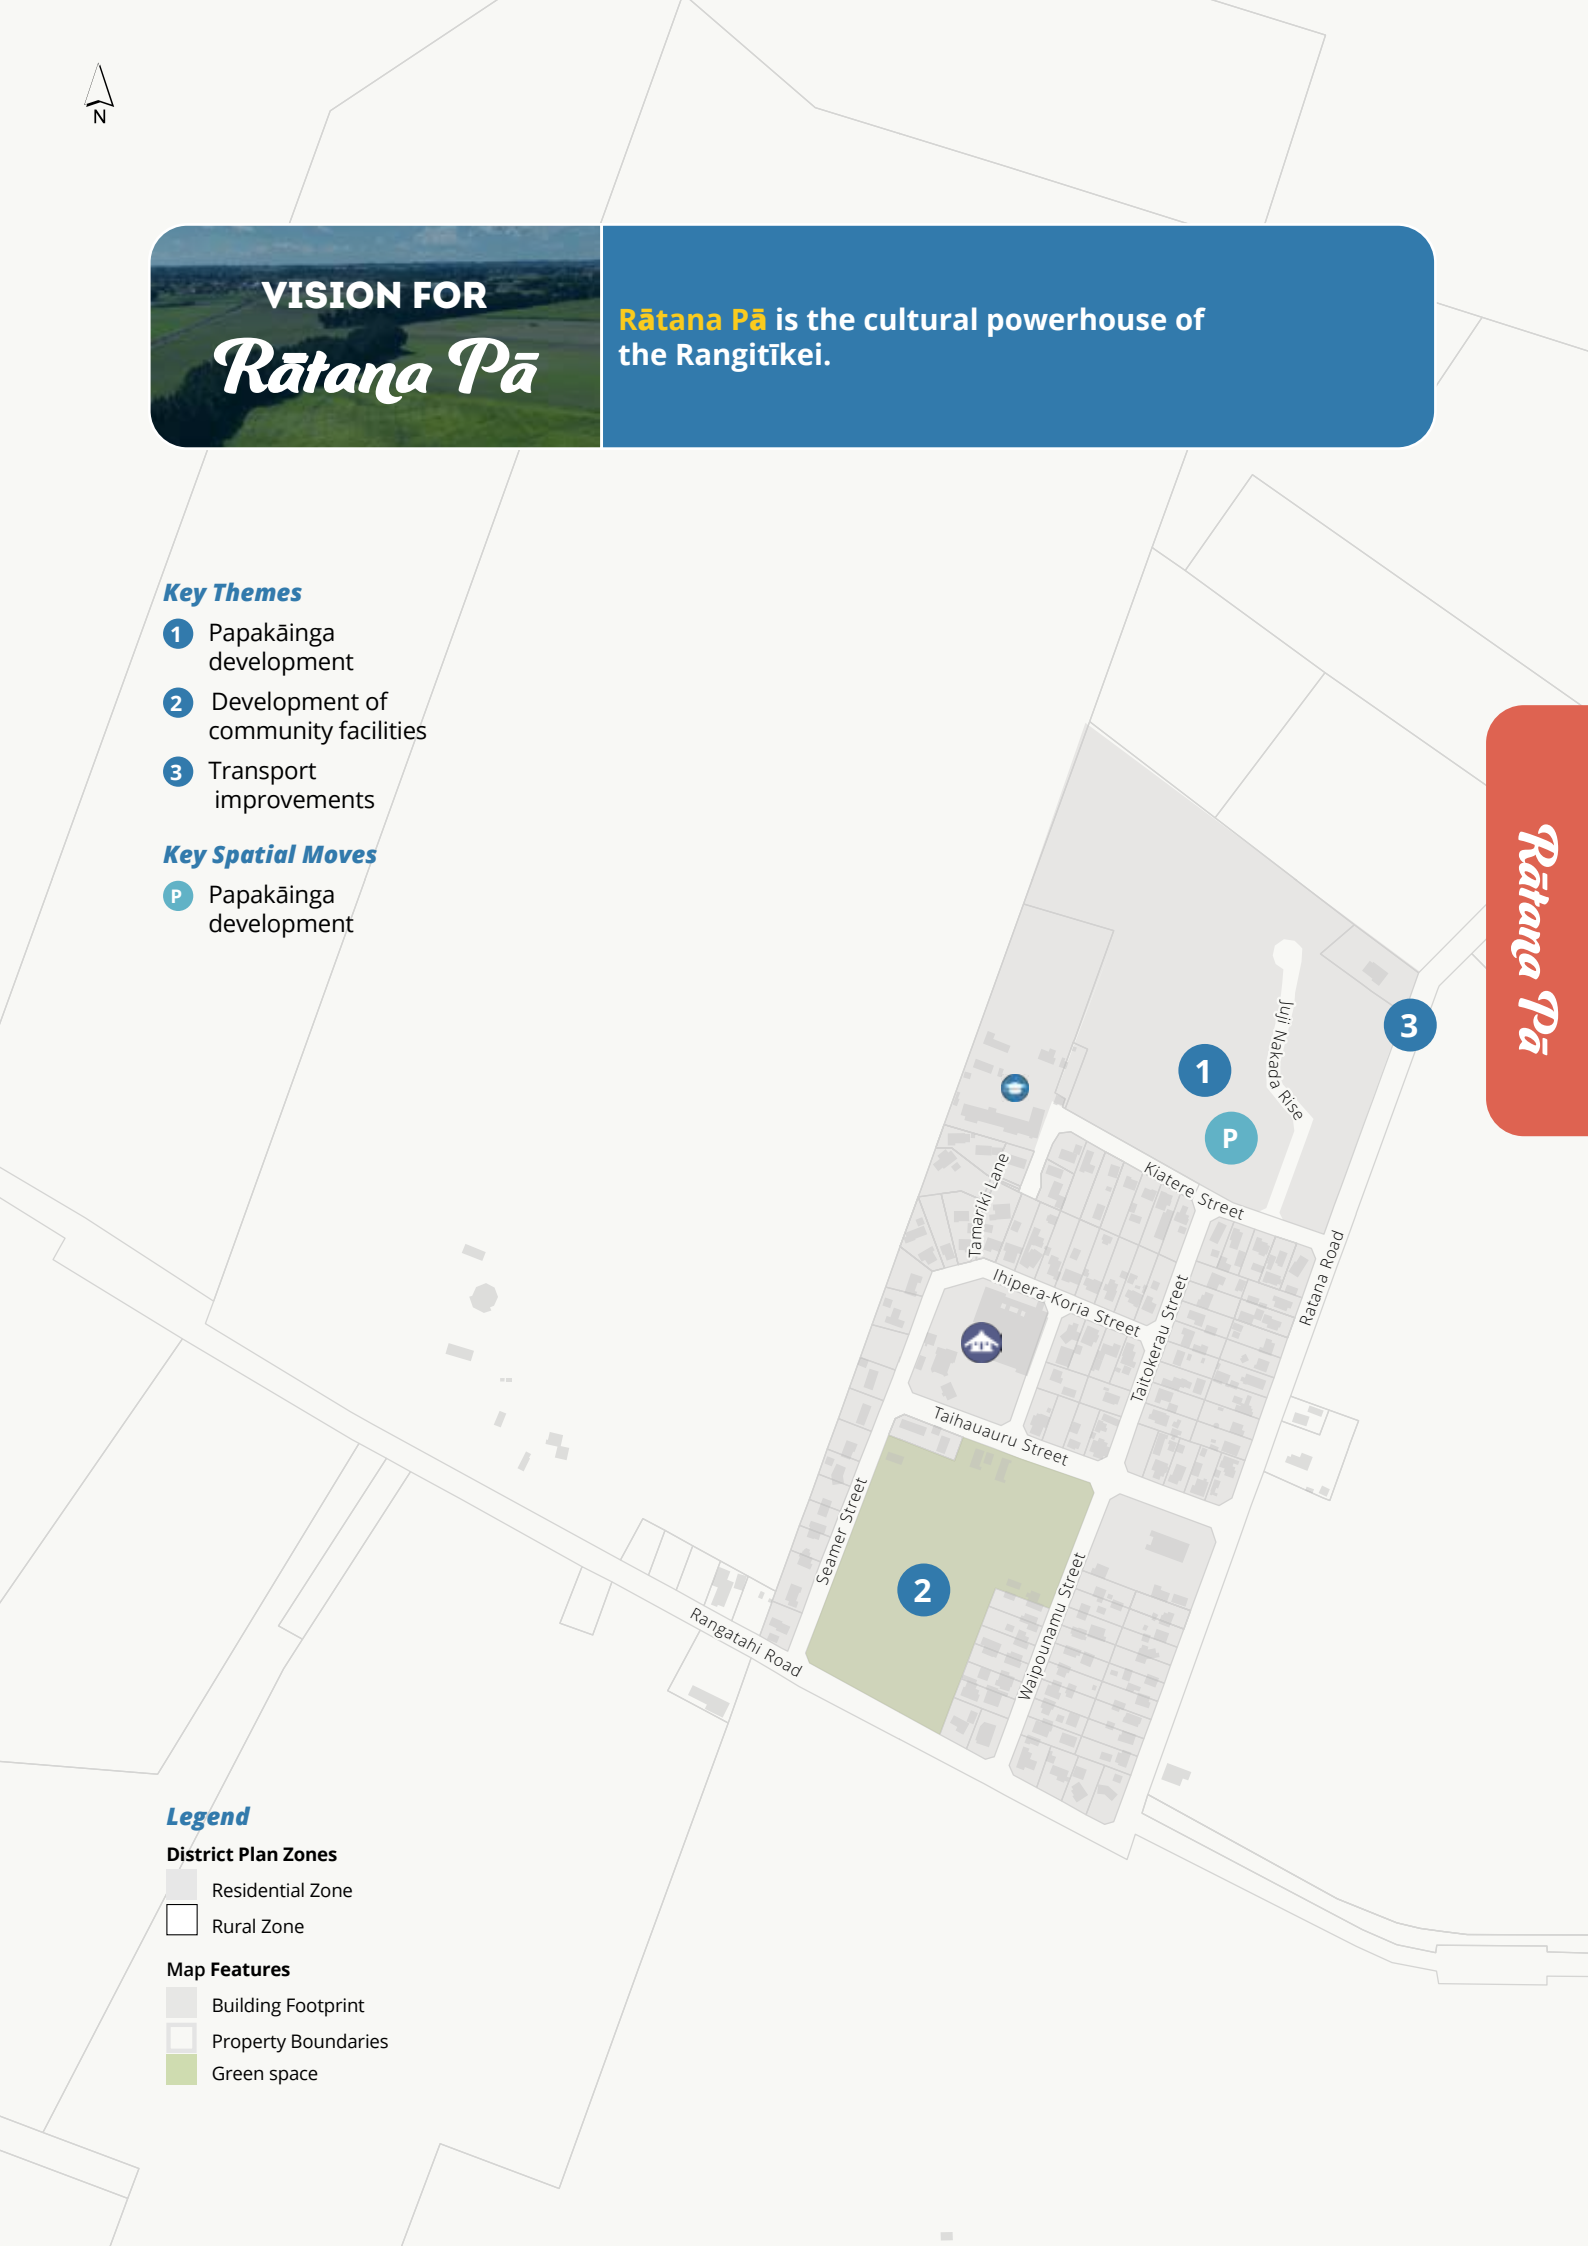 N
VISION FOR
Rātana Pā
Rātana Pā is the cultural powerhouse of
the Rangitīkei.
Key Themes
1 Papakāinga
development
2 Development of
community facilities
3 Transport
improvements
Key Spatial Moves
P Papakāinga
development
Rātana Pā
3
1
P
Juji Nakada Rise
Kiatere Street
Tamariki Lane
Ratana Road
Ihipera-Koria Street
Taitokerau Street
Taihauauru Street
Seamer Street
2
Waipounamu Street
Rangatahi Road
Legend
District Plan Zones
Residential Zone
Rural Zone
Map Features
Building Footprint
Property Boundaries
Green space